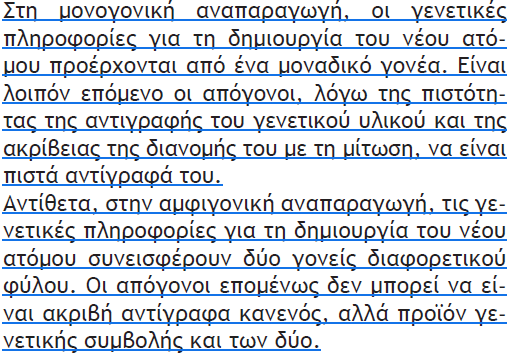 Στη μονογονική αναπαραγωγή, οι γενετικές
πληροφορίες για τη δημιουργία του νέου ατό-
μου προέρχονται από ένα μοναδικό γονέα. Είναι
λοιπόν επόμενο οι απόγονοι, λόγω της πιστότη-
τας της αντιγραφής του γενετικού υλικού και της
ακρίβειας της διανομής του με τη μίτωση, να είναι
πιστά αντίγραφά του.
Αντίθετα, στην αμφιγονική αναπαραγωγή, τις γε-
νετικές πληροφορίες για τη δημιουργία του νέου
ατόμου συνεισφέρουν δύο γονείς διαφορετικού
φύλου. Οι απόγονοι επομένως δεν μπορεί να εί-
ναι ακριβή αντίγραφα κανενός, αλλά προϊόν γε-
νετικής συμβολής και των δύο.